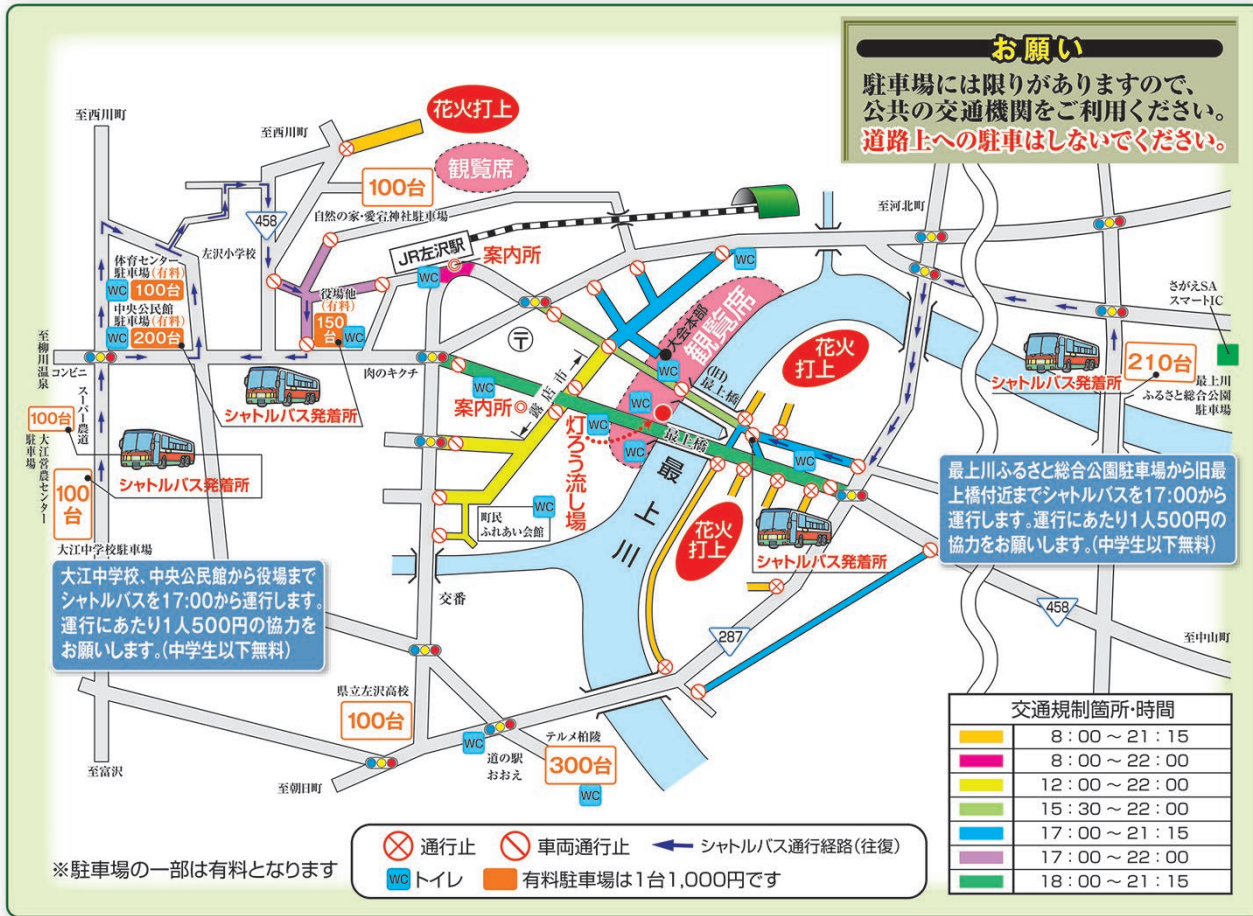 お願い
駐車場には限りがありますので、
公共の交通機関をご利用ください。
道路上への駐車はしないでください。
至西川町
至西川町
花火打上
観覧席
100台
自然の家・愛宕神社駐車場
458
左沢小学校
JR左沢駅
案内所
WC
至河北町
さがえSA
スマートIC
体育センター
駐車場(有料)
WC
100台
中央公民館
駐車場(有料)
WC
200台
役場他
(有料)
150
台
WC
WC
大会本部
観覧席
WC
花火
打上
シャトルバス発着所
210台
最上川
ふるさと総合公園
駐車場
至柳川温泉
コンビニ
スーパー農道
シャトルバス発着所
肉のキクチ
〒
WC
案内所
露店市
WC
WC
WC
(旧)
最上橋
最上橋
灯ろう流し場
WC
100台
大江営農センター
駐車場
100
台
大江中学校駐車場
シャトルバス発着所
町民
ふれあい会館
WC
最上川
花火
打上
シャトルバス発着所
最上川ふるさと総合公園駐車場から旧最
上橋付近までシャトルバスを17:00から
運行します。運行にあたり1人500円の
協力をお願いします。(中学生以下無料)
大江中学校、中央公民館から役場まで
シャトルバスを17:00から運行します。
運行にあたり1人500円の協力を
お願いします。(中学生以下無料)
交番
287
458
至中山町
県立左沢高校
100台
WC
道の駅
おおえ
テルメ柏陵
300台
WC
至富沢
至朝日町
交通規制箇所・時間
8:00～21:15
8:00～22:00
12:00～22:00
15:30～22:00
17:00～21:15
17:00～22:00
18:00～21:15
※駐車場の一部は有料となります
通行止 車両通行止 シャトルバス通行経路(往復)
WC トイレ 有料駐車場は1台1,000円です